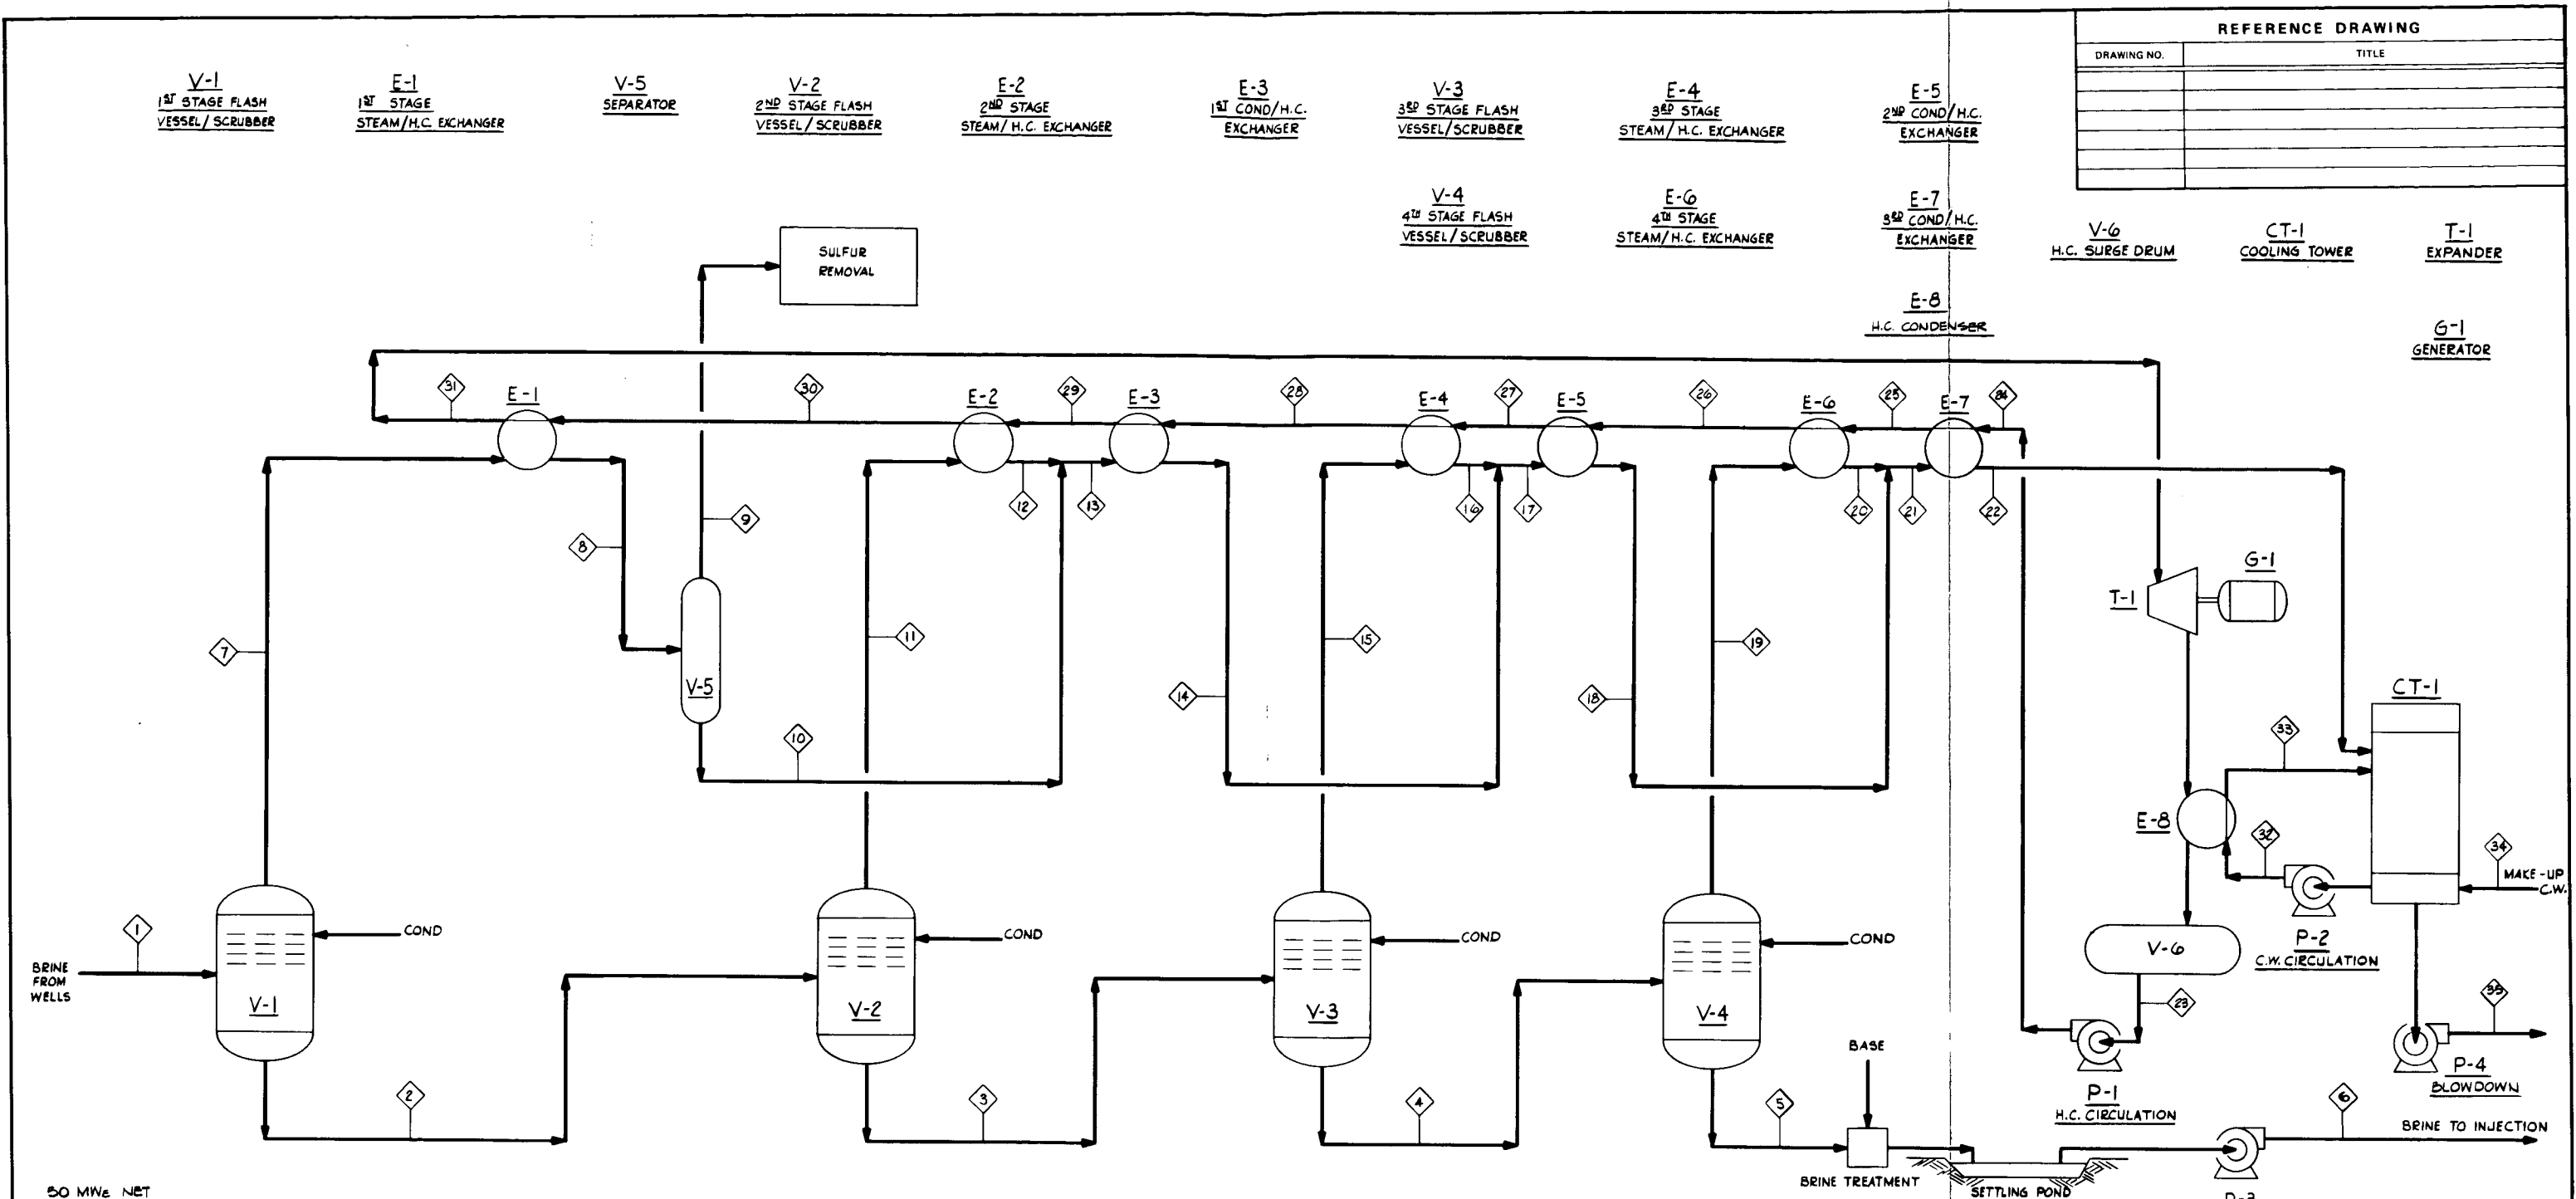 REFERENCE DRAWING
DRAWING NO.
TITLE
V-1
1ST STAGE FLASH
VESSEL/SCRUBBER
E-1
1ST STAGE
STEAM/H.C. EXCHANGER
V-5
SEPARATOR
V-2
2ND STAGE FLASH
VESSEL/SCRUBBER
E-2
2ND STAGE
STEAM/H.C. EXCHANGER
E-3
1ST COND/H.C.
EXCHANGER
V-3
3RD STAGE FLASH
VESSEL/SCRUBBER
E-4
3RD STAGE
STEAM/H.C. EXCHANGER
E-5
2ND COND/H.C.
EXCHANGER
V-4
4TH STAGE FLASH
VESSEL/SCRUBBER
E-6
4TH STAGE
STEAM/H.C. EXCHANGER
E-7
3RD COND/H.C.
EXCHANGER
V-6
H.C. SURGE DRUM
CT-1
COOLING TOWER
T-1
EXPANDER
E-8
H.C. CONDENSER
G-1
GENERATOR
SULFUR
REMOVAL
31
E-1
30
E-2
29
E-3
28
E-4
27
E-5
26
E-6
25
E-7
24
12
13
16
17
20
21
22
9
8
11
15
19
7
14
18
10
V-5
T-1
G-1
CT-1
33
E-8
32
34
MAKE-UP
C.W.
1
COND
COND
COND
COND
BRINE
FROM
WELLS
V-1
V-2
V-3
V-4
V-6
P-2
C.W. CIRCULATION
23
35
2
3
4
5
BASE
P-1
H.C. CIRCULATION
P-4
BLOWDOWN
6
BRINE TO INJECTION
BRINE TREATMENT
SETTLING POND
50 MWE NET